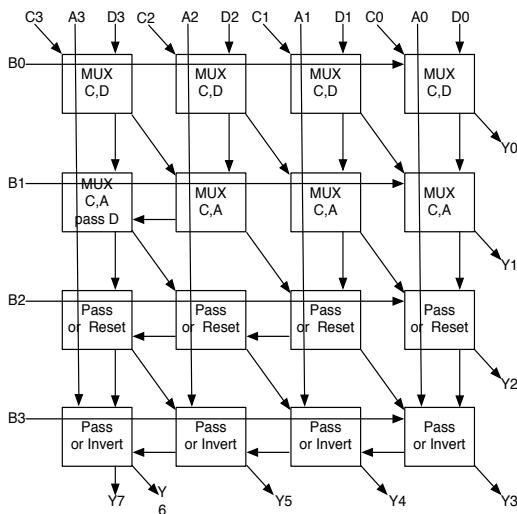 C3 A3 D3 C2 A2 D2 C1 A1 D1 C0 A0 D0
B0
MUX
C,D
MUX
C,D
MUX
C,D
MUX
C,D
Y0
B1
MUX
C,A
pass D
MUX
C,A
MUX
C,A
MUX
C,A
Y1
B2
Pass
or Reset
Pass
or Reset
Pass
or Reset
Pass
or Reset
Y2
B3
Pass
or Invert
Pass
or Invert
Pass
or Invert
Pass
or Invert
Y7
Y
6
Y5
Y4
Y3